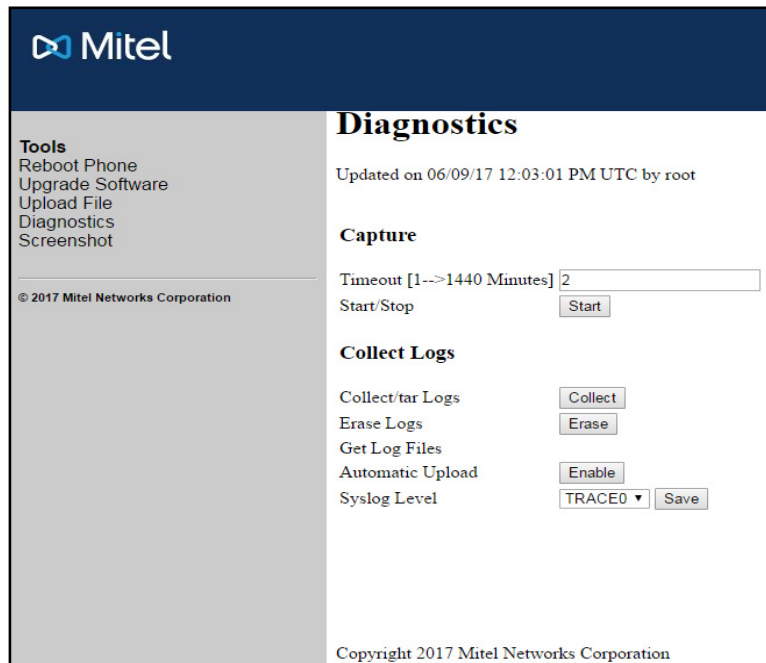 Mitel
Tools
Reboot Phone
Upgrade Software
Upload File
Diagnostics
Screenshot
© 2017 Mitel Networks Corporation
Diagnostics
Updated on 06/09/17 12:03:01 PM UTC by root
Capture
Timeout [1-->1440 Minutes] 2
Start/Stop Start
Collect Logs
Collect/tar Logs Collect
Erase Logs Erase
Get Log Files
Automatic Upload Enable
Syslog Level TRACE0 Save
Copyright 2017 Mitel Networks Corporation